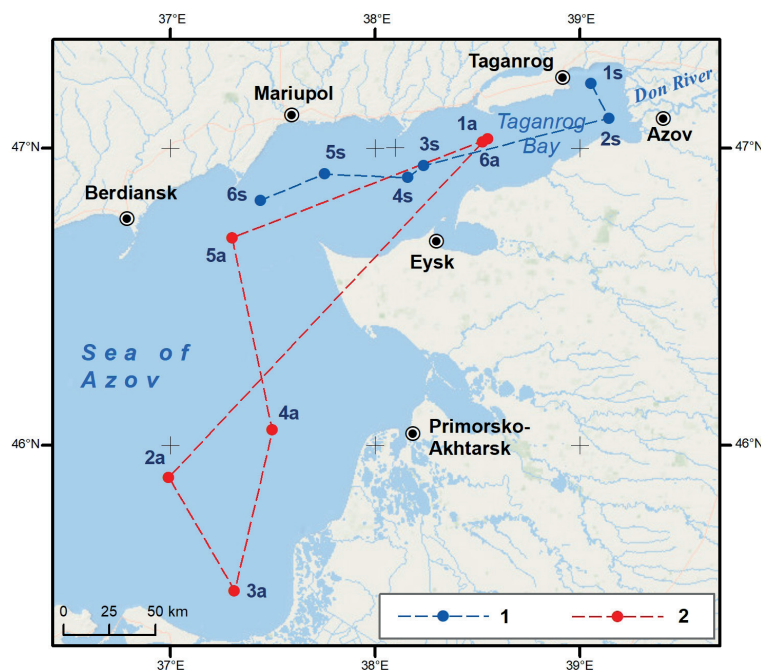 37°E 38°E 39°E
Taganrog
1s
Don River
Mariupol
1a
Taganrog
Bay
3s
2s
Azov
47°N
47°N
5s
6a
4s
6s
Berdiansk
5a
Eysk
Sea of
Azov
4a
Primorsko-
Akhtarsk
46°N
46°N
2a
3a
0 25 50 km
1 2
37°E 38°E 39°E